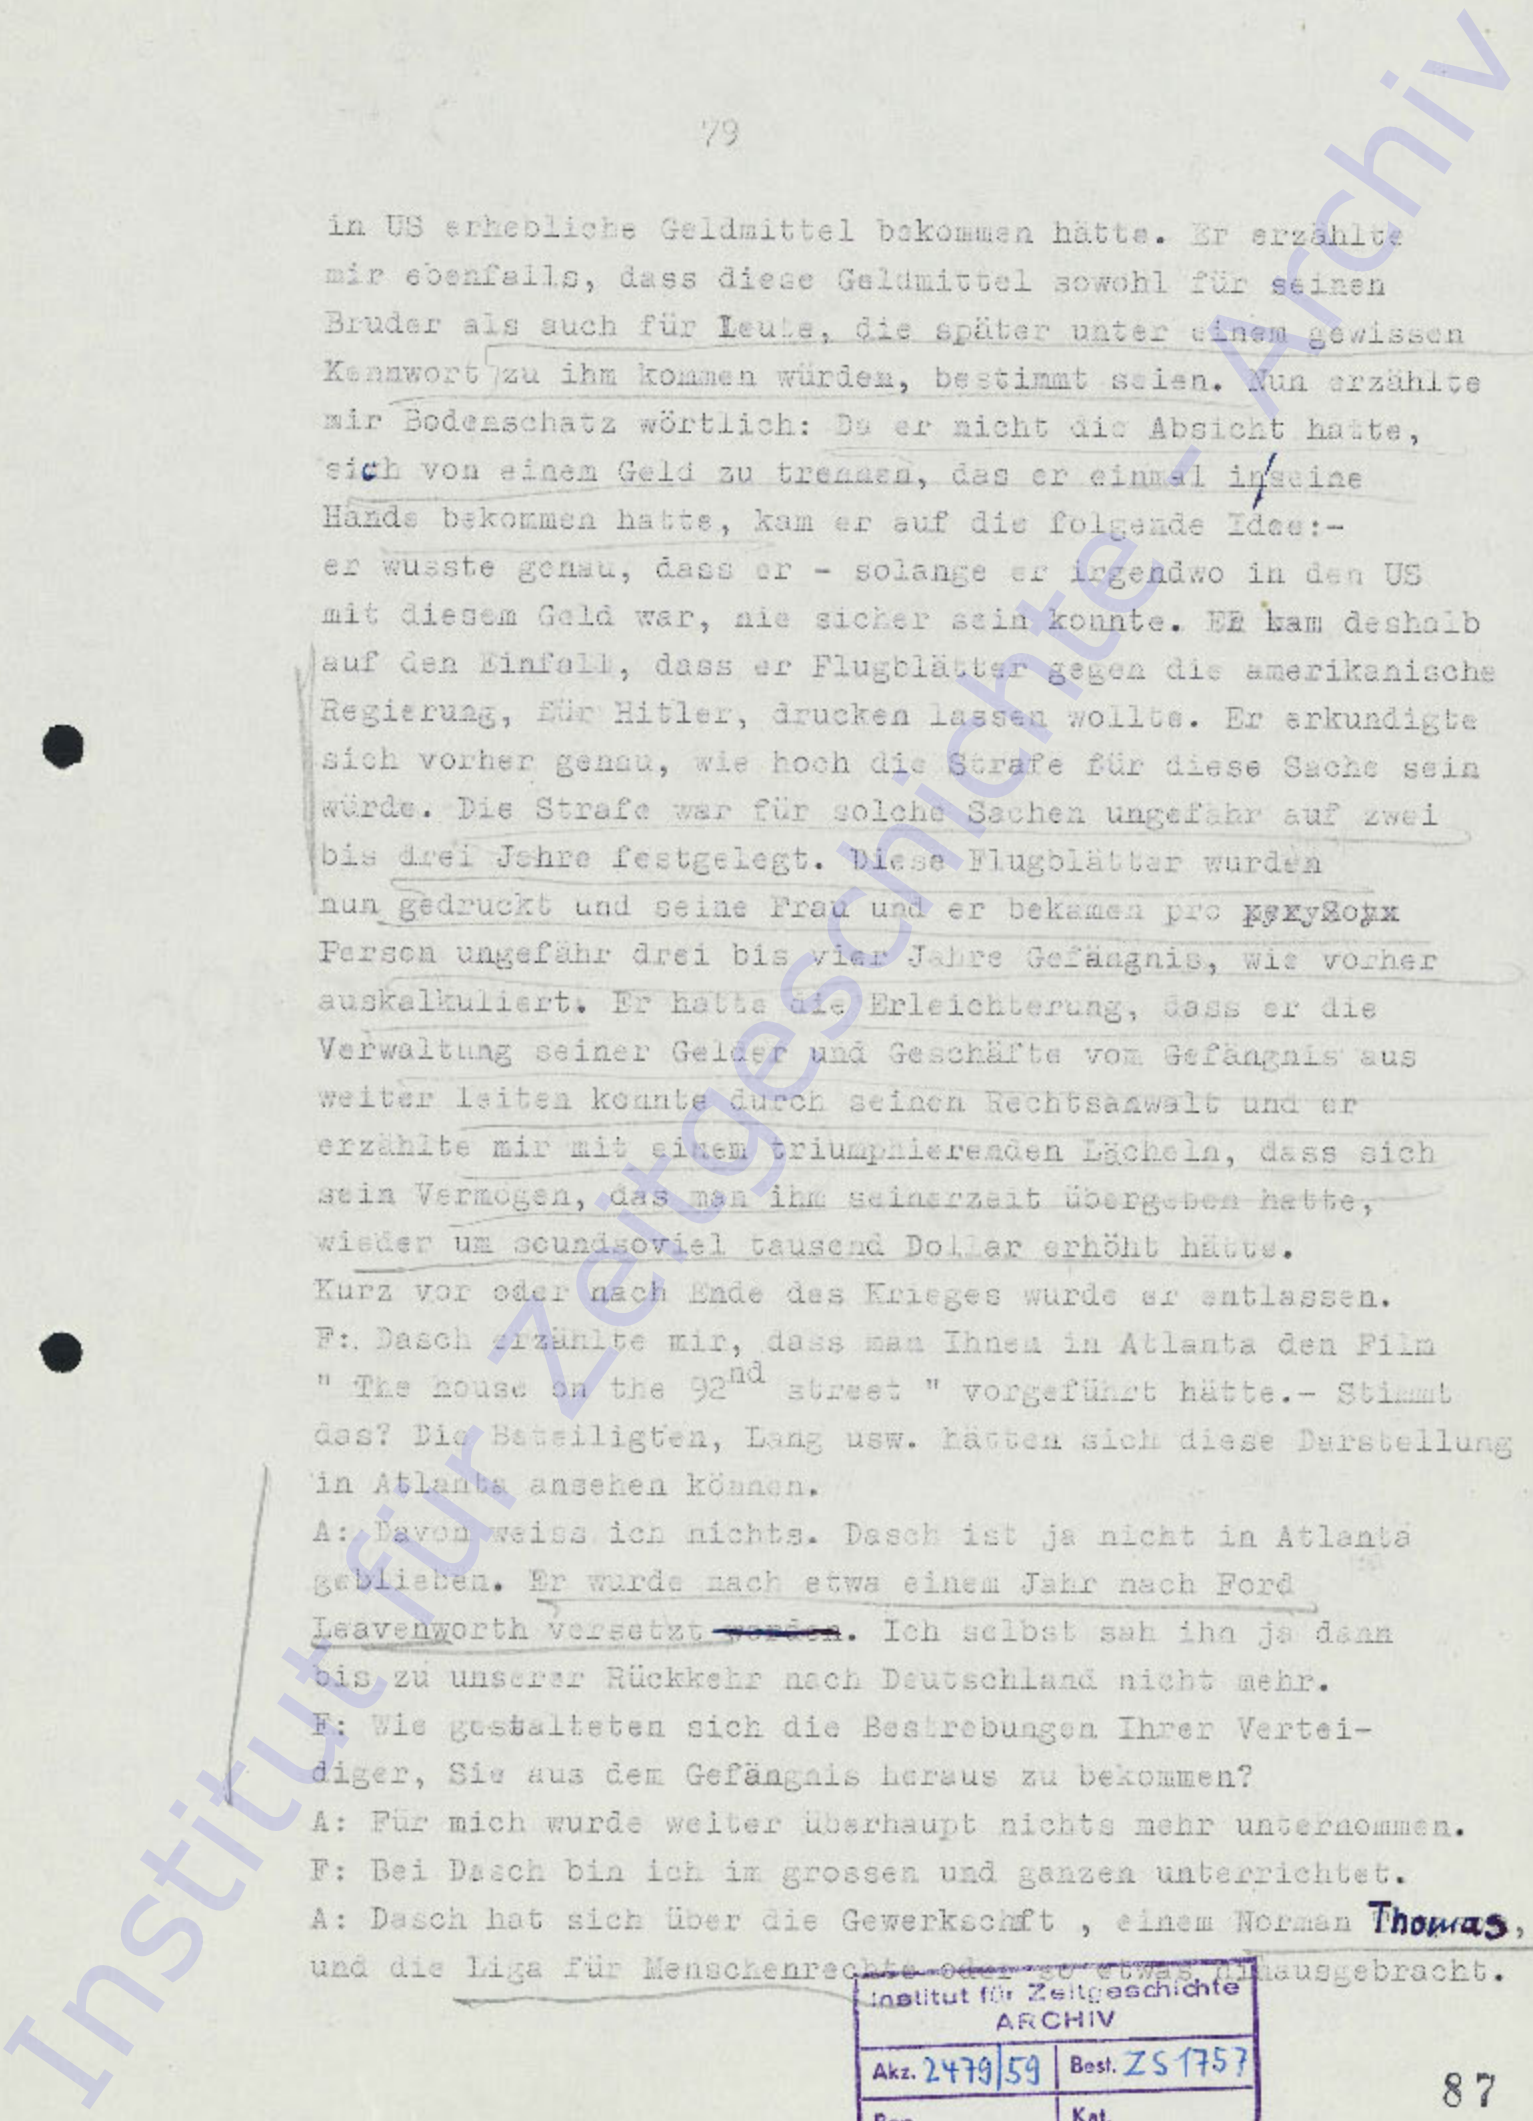 79
in US erhebliche Geldmittel bekommen hätte. Er erzählte
mir ebenfalls, dass diese Geldmittel sowohl für seinen
Bruder als auch für Leute, die später unter einem gewissen
Kennwort zu ihm kommen würden, bestimmt seien. Nun erzählte
mir Bodenschatz wörtlich: Da er nicht die Absicht hatte,
sich von einem Geld zu trennen, das er einmal in/seine
Hände bekommen hatte, kam er auf die folgende Idee:-
er wusste genau, dass er - solange er irgendwo in den US
mit diesem Geld war, nie sicher sein konnte. Er kam deshalb
auf den Einfall, dass er Flugblätter gegen die amerikanische
Regierung, für Hitler, drucken lassen wollte. Er erkundigte
sich vorher genau, wie hoch die Strafe für diese Sache sein
würde. Die Strafe war für solche Sachen ungefähr auf zwei
bis drei Jahre festgelegt. Diese Flugblätter wurden
nun gedruckt und seine Frau und er bekamen pro
Person ungefähr drei bis vier Jahre Gefängnis, wie vorher
auskalkuliert. Er hatte die Erleichterung, dass er die
Verwaltung seiner Gelder und Geschäfte vom Gefängnis aus
weiter leiten konnte durch seinen Rechtsanwalt und er
erzählte mir mit einem triumphierenden Lächeln, dass sich
sein Vermögen, das man ihm seinerzeit übergeben hatte,
wieder um soundsoviel tausend Dollar erhöht hätte.
Kurz vor oder nach Ende des Krieges wurde er entlassen.
F: Dasch erzählte mir, dass man Ihnen in Atlanta den Film
" The house on the 92nd street " vorgeführt hätte.- Stimmt
das? Die Beteiligten, Lang usw. hätten sich diese Darstellung
in Atlanta ansehen können.
A: Davon weiss ich nichts. Dasch ist ja nicht in Atlanta
geblieben. Er wurde nach etwa einem Jahr nach Ford
Leavenworth versetzt worden. Ich selbst sah ihn ja dann
bis zu unserer Rückkehr nach Deutschland nicht mehr.
F: Wie gestalteten sich die Bestrebungen Ihrer Vertei-
diger, Sie aus dem Gefängnis heraus zu bekommen?
A: Für mich wurde weiter überhaupt nichts mehr unternommen.
F: Bei Dasch bin ich im grossen und ganzen unterrichtet.
A: Dasch hat sich über die Gewerkschaft , einem Norman Thomas,
und die Liga für Menschenrechte oder so etwas hinausgebracht.
Institut für Zeitgeschichte
ARCHIV
Akz. 2479/59 Best. ZS 1757
Rep. Kat.
87
Institut für Zeitgeschichte - Archiv